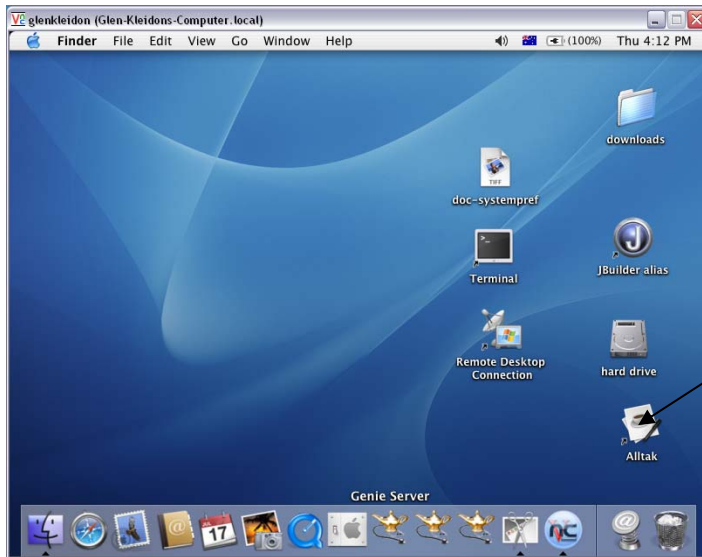 glenkleidon (Glen-Kleidons-Computer.local)
Finder File Edit View Go Window Help (100%) Thu 4:12 PM
downloads
TIFF
doc-systempref
Terminal
JBuilder alias
Remote Desktop
Connection
hard drive
Alltak
Genie Server
17